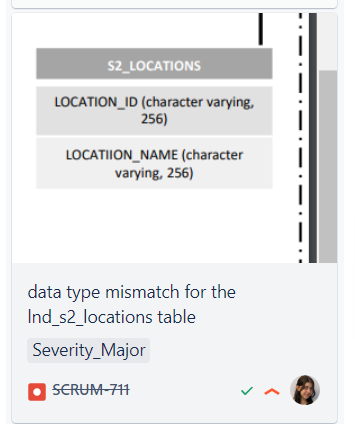 S2_LOCATIONS
LOCATION_ID (character varying,
256)
LOCATIION_NAME (character
varying, 256)
data type mismatch for the
lnd_s2_locations table
Severity_Major
SCRUM-711